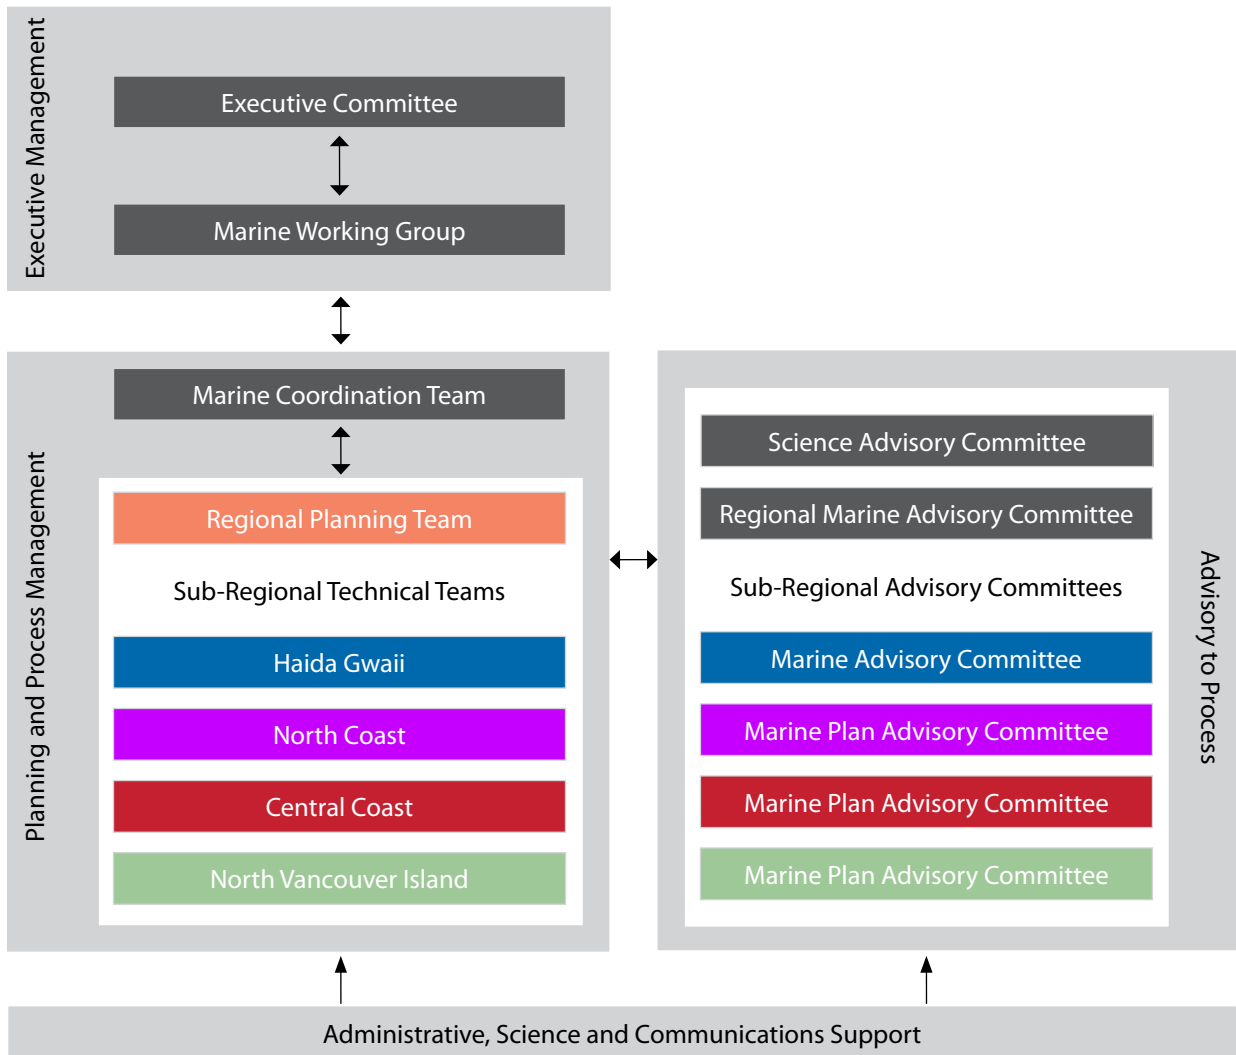 Executive Management
Executive Committee
Marine Working Group
Planning and Process Management
Marine Coordination Team
Regional Planning Team
Sub-Regional Technical Teams
Haida Gwaii
North Coast
Central Coast
North Vancouver Island
Science Advisory Committee
Regional Marine Advisory Committee
Sub-Regional Advisory Committees
Marine Advisory Committee
Marine Plan Advisory Committee
Marine Plan Advisory Committee
Marine Plan Advisory Committee
Advisory to Process
Administrative, Science and Communications Support